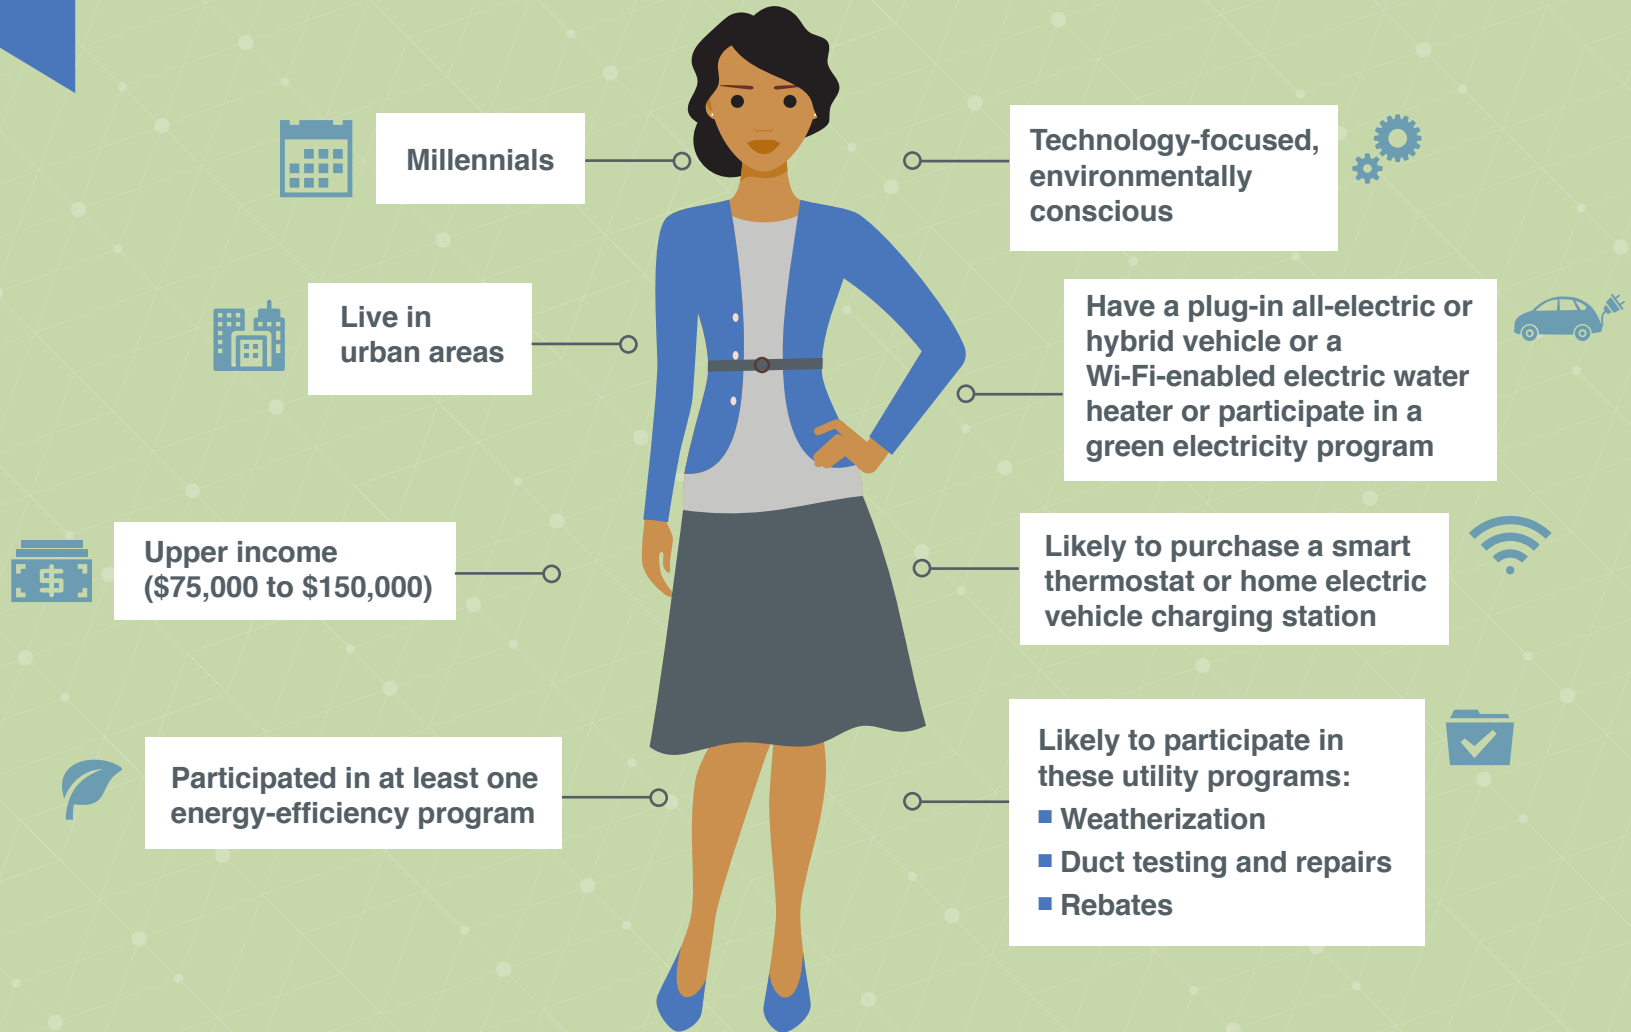 Millennials
Technology-focused,
environmentally
conscious
Live in
urban areas
Have a plug-in all-electric or
hybrid vehicle or a
Wi-Fi-enabled electric water
heater or participate in a
green electricity program
Upper income
($75,000 to $150,000)
Likely to purchase a smart
thermostat or home electric
vehicle charging station
Participated in at least one
energy-efficiency program
Likely to participate in
these utility programs:
■ Weatherization
■ Duct testing and repairs
■ Rebates
$